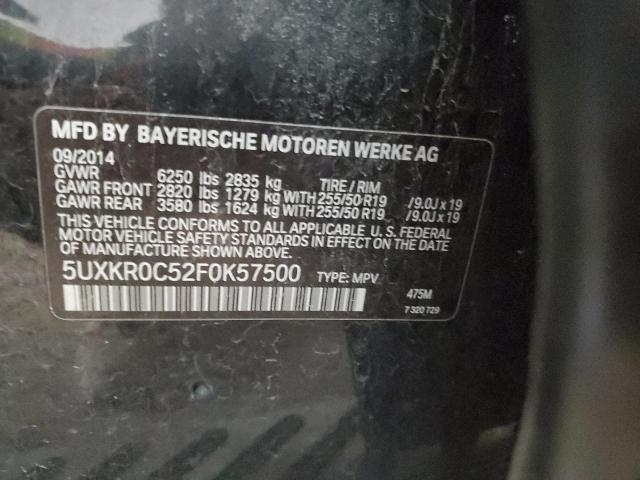 MFD BY BAYERISCHE MOTOREN WERKE AG
09/2014
GVWR 6250 lbs 2835 kg TIRE / RIM
GAWR FRONT 2820 lbs 1279 kg WITH 255/50 R19 /9.0J x 19
GAWR REAR 3580 lbs 1624 kg WITH 255/50 R19 /9.0J x 19
THIS VEHICLE CONFORMS TO ALL APPLICABLE U. S. FEDERAL
MOTOR VEHICLE SAFETY STANDARDS IN EFFECT ON THE DATE
OF MANUFACTURE SHOWN ABOVE.
5UXKR0C52F0K57500 TYPE: MPV
475M
7 320 729